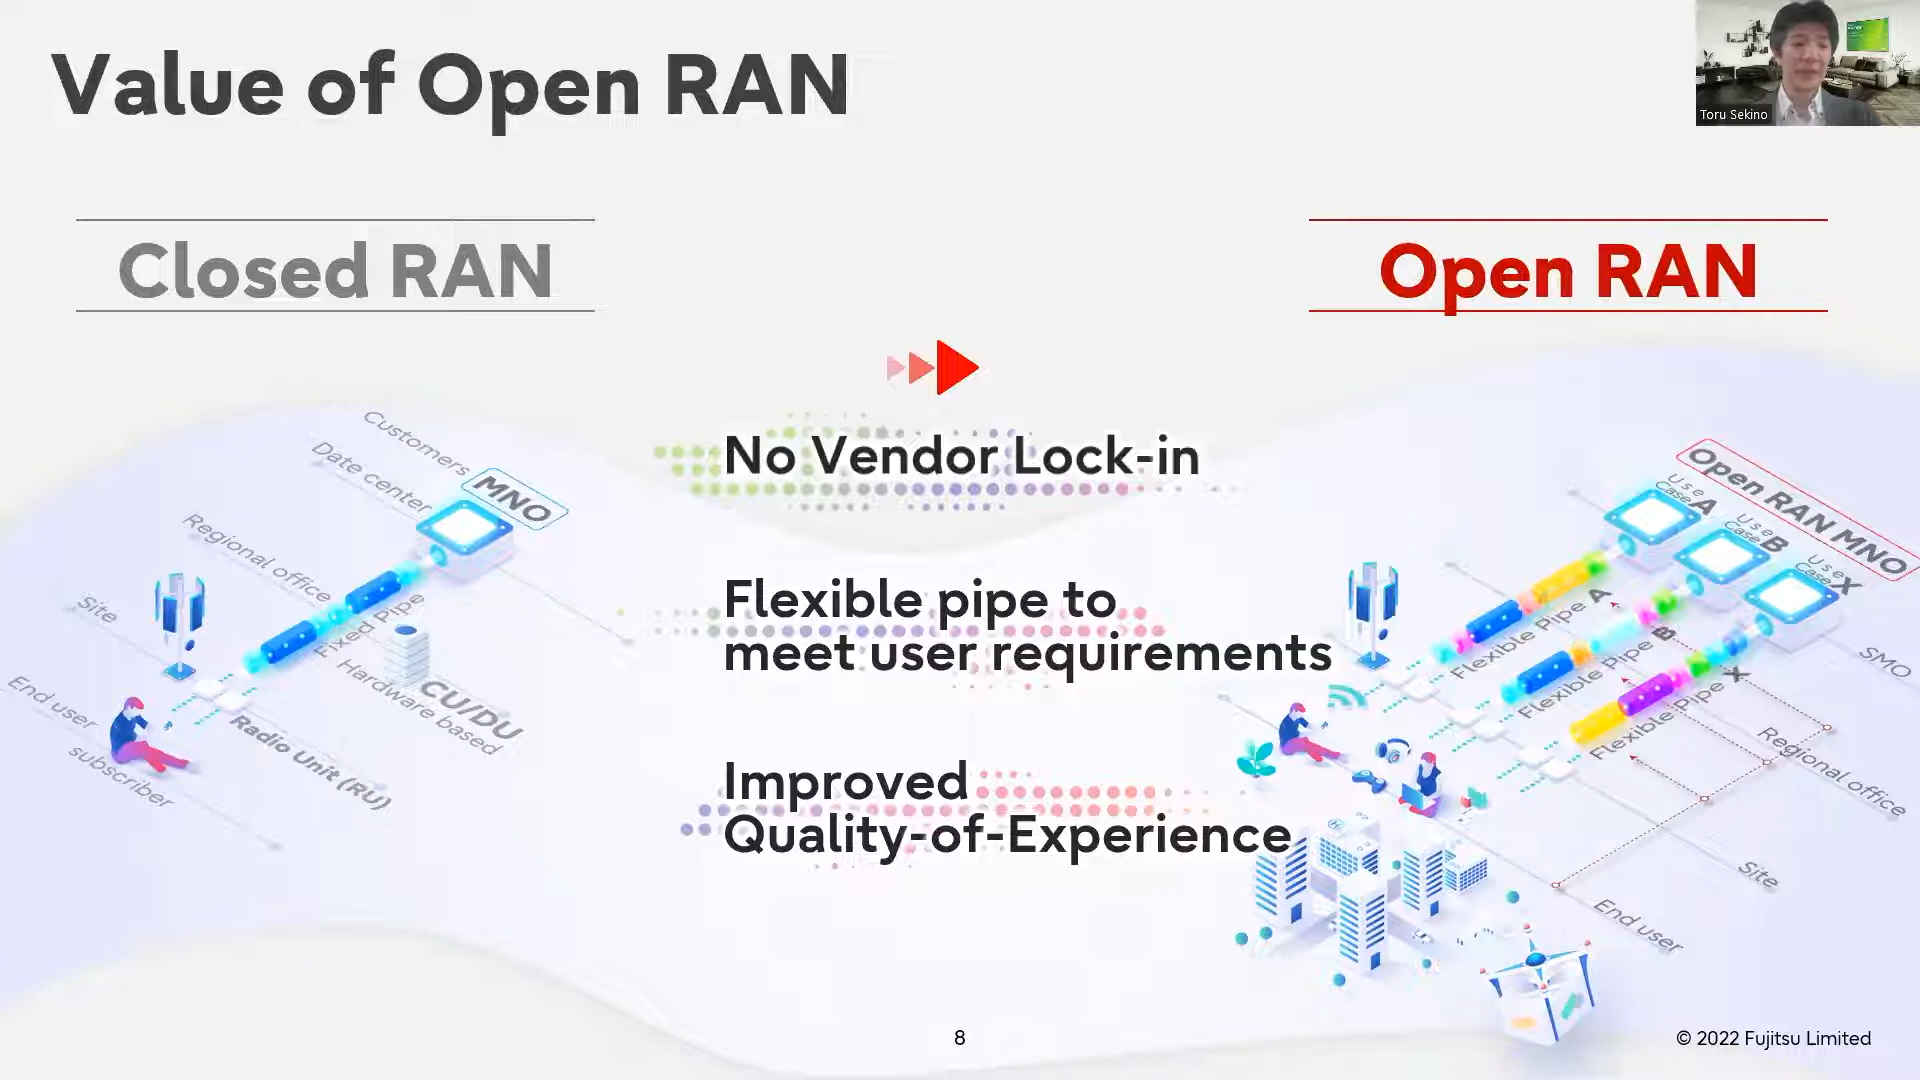 Value of Open RAN
Toru Sekino
Closed RAN
Open RAN
No Vendor Lock-in
Flexible pipe to
meet user requirements
Improved
Quality-of-Experience
Customers
Date center
MNO
Regional office
Site
Fixed Pipe
Hardware based
CU/DU
End user
subscriber
Radio Unit (RU)
Open RAN MNO
Use
Case A
Use
Case B
Use
Case X
Flexible Pipe A
Flexible Pipe B
Flexible Pipe X
SMO
Regional office
Site
End user
8
© 2022 Fujitsu Limited